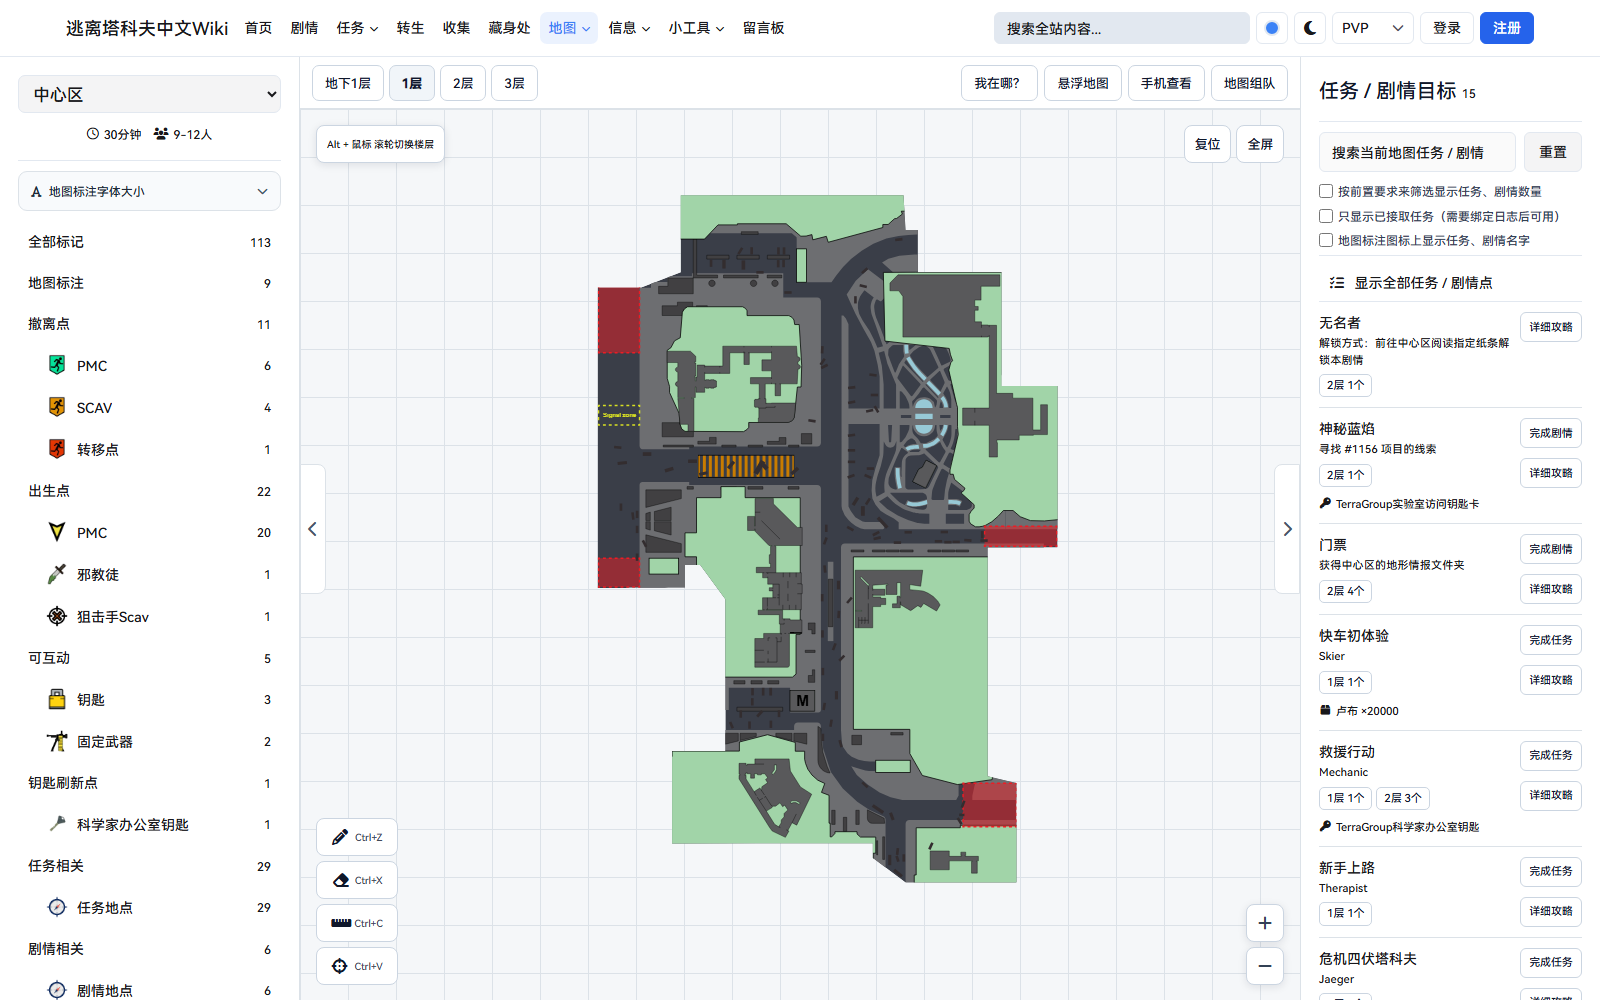 逃离塔科夫中文Wiki 首页 剧情 任务 转生 收集 藏身处 地图 信息 小工具 留言板 搜索全站内容... PVP 登录 注册
中心区
30分钟 9-12人
A 地图标注字体大小
全部标记 113
地图标注 9
撤离点 11
PMC 6
SCAV 4
转移点 1
出生点 22
PMC 20
邪教徒 1
狙击手Scav 1
可互动 5
钥匙 3
固定武器 2
钥匙刷新点 1
科学家办公室钥匙 1
任务相关 29
任务地点 29
剧情相关 6
剧情地点 6
地下1层 1层 2层 3层 我在哪? 悬浮地图 手机查看 地图组队
Alt + 鼠标 滚轮切换楼层 复位 全屏
Signal zone
M
Ctrl+Z
Ctrl+X
Ctrl+C
Ctrl+V
+
−
任务 / 剧情目标 15
搜索当前地图任务 / 剧情 重置
按前置要求来筛选显示任务、剧情数量
只显示已接取任务（需要绑定日志后可用）
地图标注图标上显示任务、剧情名字
显示全部任务 / 剧情点
无名者 详细攻略
解锁方式：前往中心区阅读指定纸条解
锁本剧情
2层 1个
神秘蓝焰 完成剧情
寻找 #1156 项目的线索
2层 1个 详细攻略
TerraGroup实验室访问钥匙卡
门票 完成剧情
获得中心区的地形情报文件夹
2层 4个 详细攻略
快车初体验 完成任务
Skier
1层 1个 详细攻略
卢布 ×20000
救援行动 完成任务
Mechanic
1层 1个 2层 3个 详细攻略
TerraGroup科学家办公室钥匙
新手上路 完成任务
Therapist
1层 1个 详细攻略
危机四伏塔科夫 完成任务
Jaeger